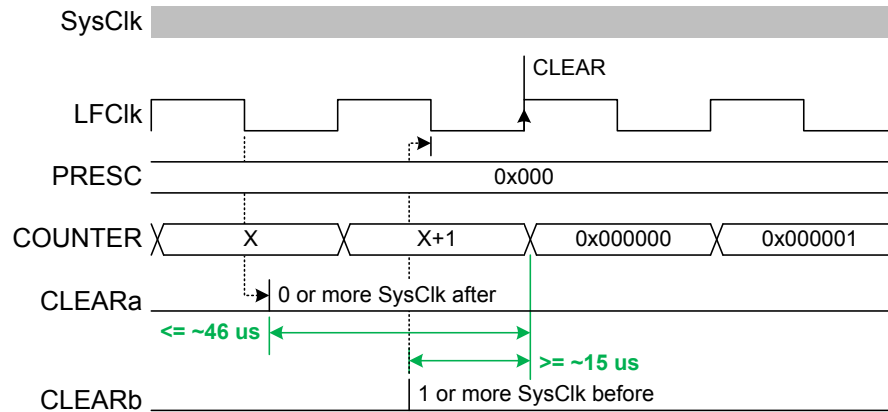 SysClk
CLEAR
LFClk
PRESC
0x000
COUNTER
X
X+1
0x000000
0x000001
CLEARa
0 or more SysClk after
<= ~46 us
>= ~15 us
CLEARb
1 or more SysClk before